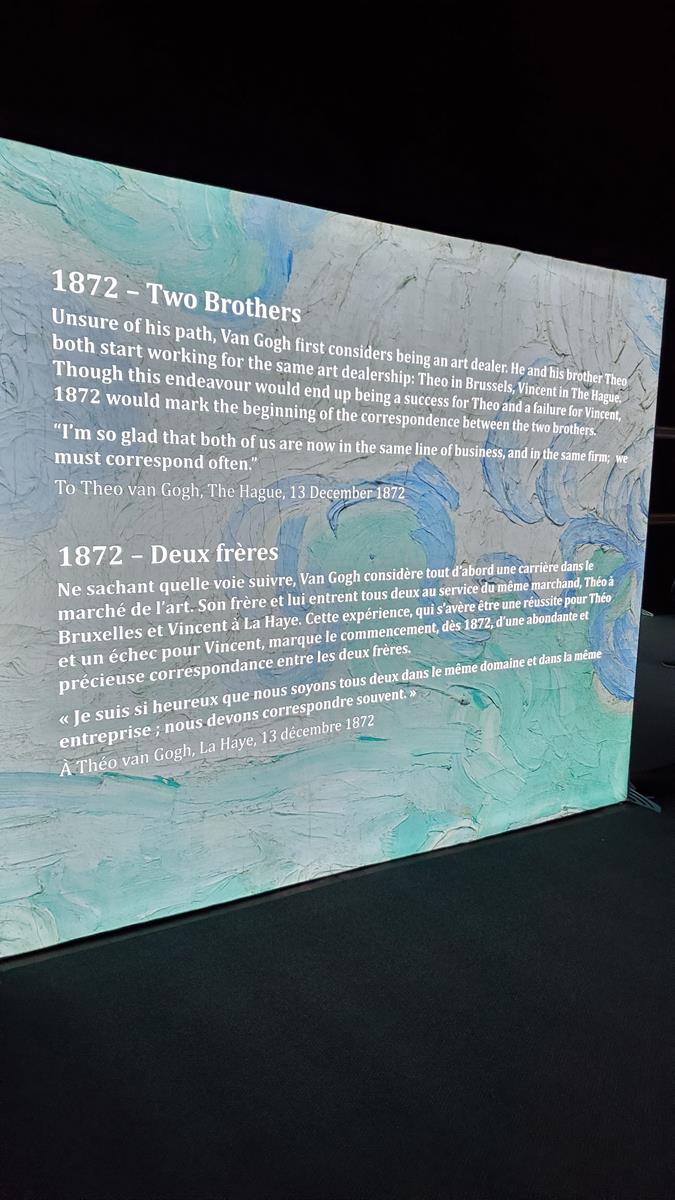 1872 – Two Brothers
Unsure of his path, Van Gogh first considers being an art dealer. He and his brother Theo
both start working for the same art dealership: Theo in Brussels, Vincent in The Hague.
Though this endeavour would end up being a success for Theo and a failure for Vincent,
1872 would mark the beginning of the correspondence between the two brothers.
“I’m so glad that both of us are now in the same line of business, and in the same firm; we
must correspond often.”
To Theo van Gogh, The Hague, 13 December 1872
1872 – Deux frères
Ne sachant quelle voie suivre, Van Gogh considère tout d’abord une carrière dans le
marché de l’art. Son frère et lui entrent tous deux au service du même marchand, Théo à
Bruxelles et Vincent à La Haye. Cette expérience, qui s’avère être une réussite pour Théo
et un échec pour Vincent, marque le commencement, dès 1872, d’une abondante et
précieuse correspondance entre les deux frères.
« Je suis si heureux que nous soyons tous deux dans le même domaine et dans la même
entreprise ; nous devons correspondre souvent. »
À Théo van Gogh, La Haye, 13 décembre 1872